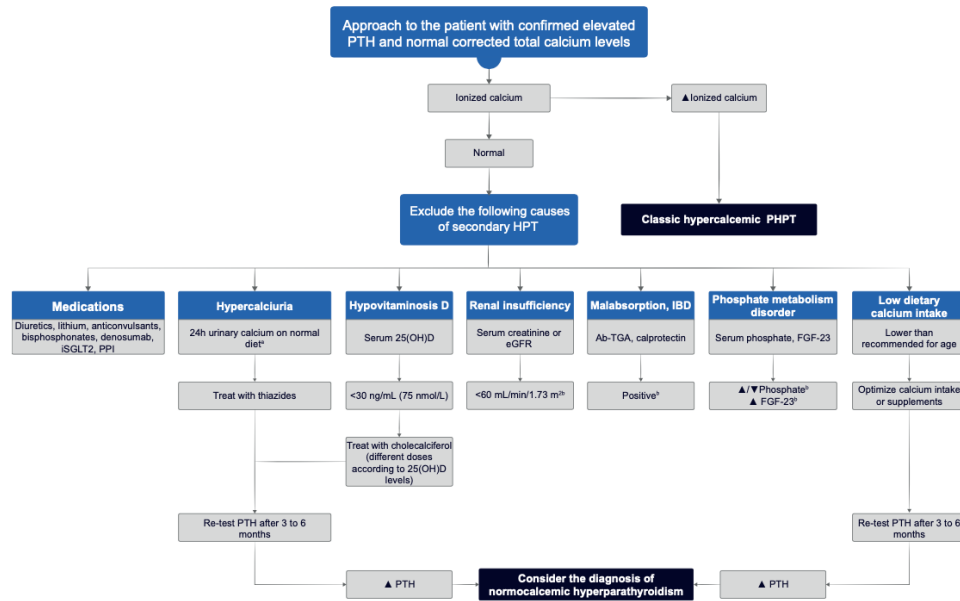 Approach to the patient with confirmed elevated
PTH and normal corrected total calcium levels
Ionized calcium
▲Ionized calcium
Normal
Classic hypercalcemic PHPT
Exclude the following causes
of secondary HPT
Medications
Diuretics, lithium, anticonvulsants,
bisphosphonates, denosumab,
iSGLT2, PPI
Hypercalciuria
24h urinary calcium on normal
dietᵃ
Treat with thiazides
Hypovitaminosis D
Serum 25(OH)D
<30 ng/mL (75 nmol/L)
Treat with cholecalciferol
(different doses
according to 25(OH)D
levels)
Renal insufficiency
Serum creatinine or
eGFR
<60 mL/min/1.73 m²ᵇ
Malabsorption, IBD
Ab-TGA, calprotectin
Positiveᵇ
Phosphate metabolism
disorder
Serum phosphate, FGF-23
▲/▼Phosphateᵇ
▲ FGF-23ᵇ
Low dietary
calcium intake
Lower than
recommended for age
Optimize calcium intake
or supplements
Re-test PTH after 3 to 6
months
Re-test PTH after 3 to 6
months
▲ PTH
Consider the diagnosis of
normocalcemic hyperparathyroidism
▲ PTH